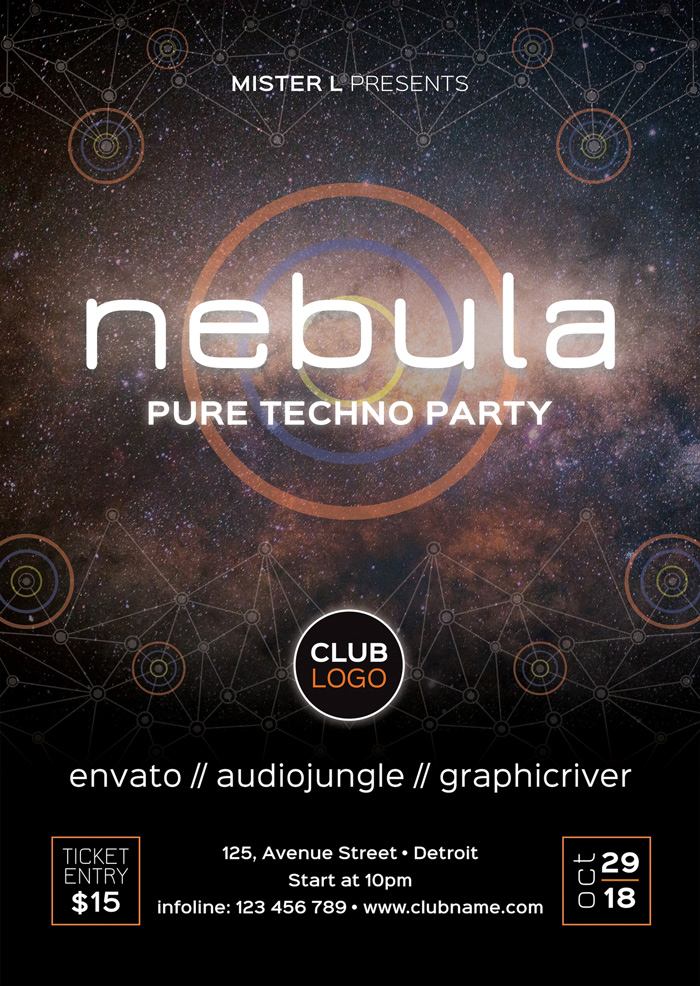 MISTER L PRESENTS
nebula
PURE TECHNO PARTY
CLUB
LOGO
envato // audiojungle // graphicriver
TICKET
ENTRY
$15
125, Avenue Street • Detroit
Start at 10pm
infoline: 123 456 789 • www.clubname.com
oct
29
18